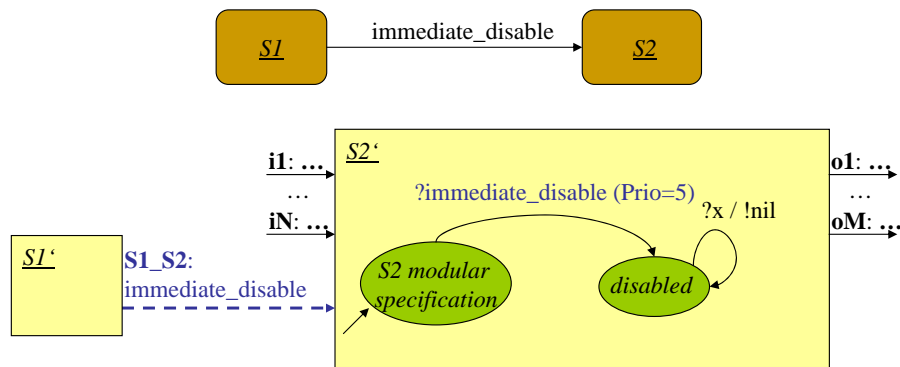 S1
immediate_disable
S2
i1: ...
S2‘
o1: ...
...
?immediate_disable (Prio=5)
...
?x / !nil
iN: ...
oM: ...
S1‘
S1_S2:
immediate_disable
S2 modular
specification
disabled